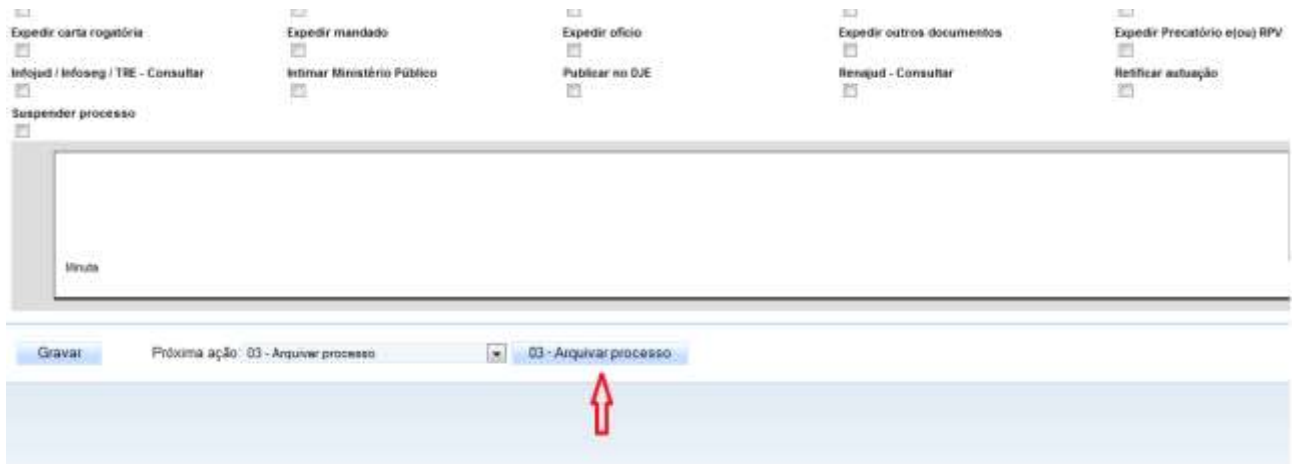 Expedir carta rogatória Expedir mandado Expedir ofício Expedir outros documentos Expedir Precatório e(ou) RPV
Infojud / Infoseg / TRE - Consultar Intimar Ministério Público Publicar no DJE Renajud - Consultar Retificar autuação
Suspender processo
Minuta
Gravar Próxima ação: 03 - Arquivar processo 03 - Arquivar processo